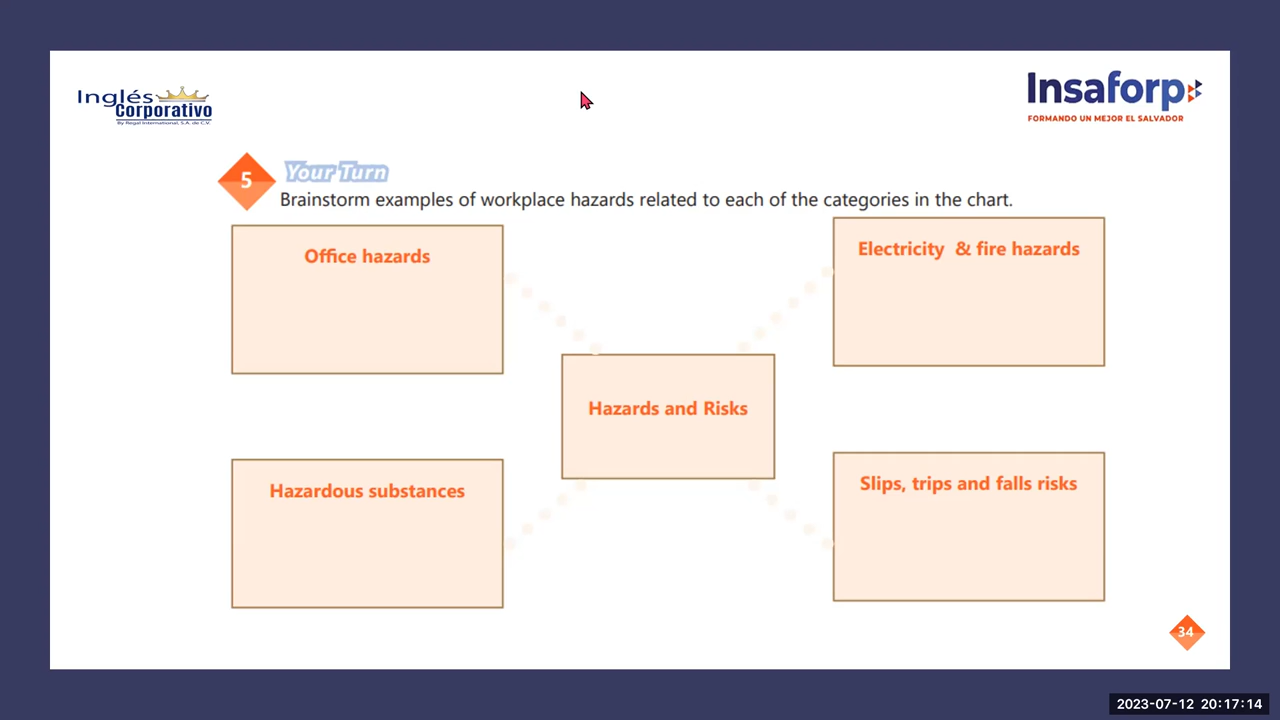 Inglés
Corporativo
By Regal International, S.A. de C.V.
Insaforp
FORMANDO UN MEJOR EL SALVADOR
5
Your Turn
Brainstorm examples of workplace hazards related to each of the categories in the chart.
Office hazards
Electricity & fire hazards
Hazards and Risks
Hazardous substances
Slips, trips and falls risks
34
2023-07-12 20:17:14